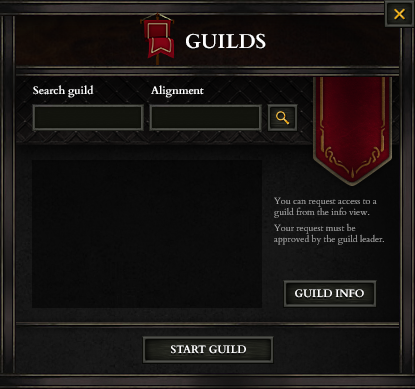 GUILDS
Search guild
Alignment
You can request access to a
guild from the info view.
Your request must be
approved by the guild leader.
GUILD INFO
START GUILD